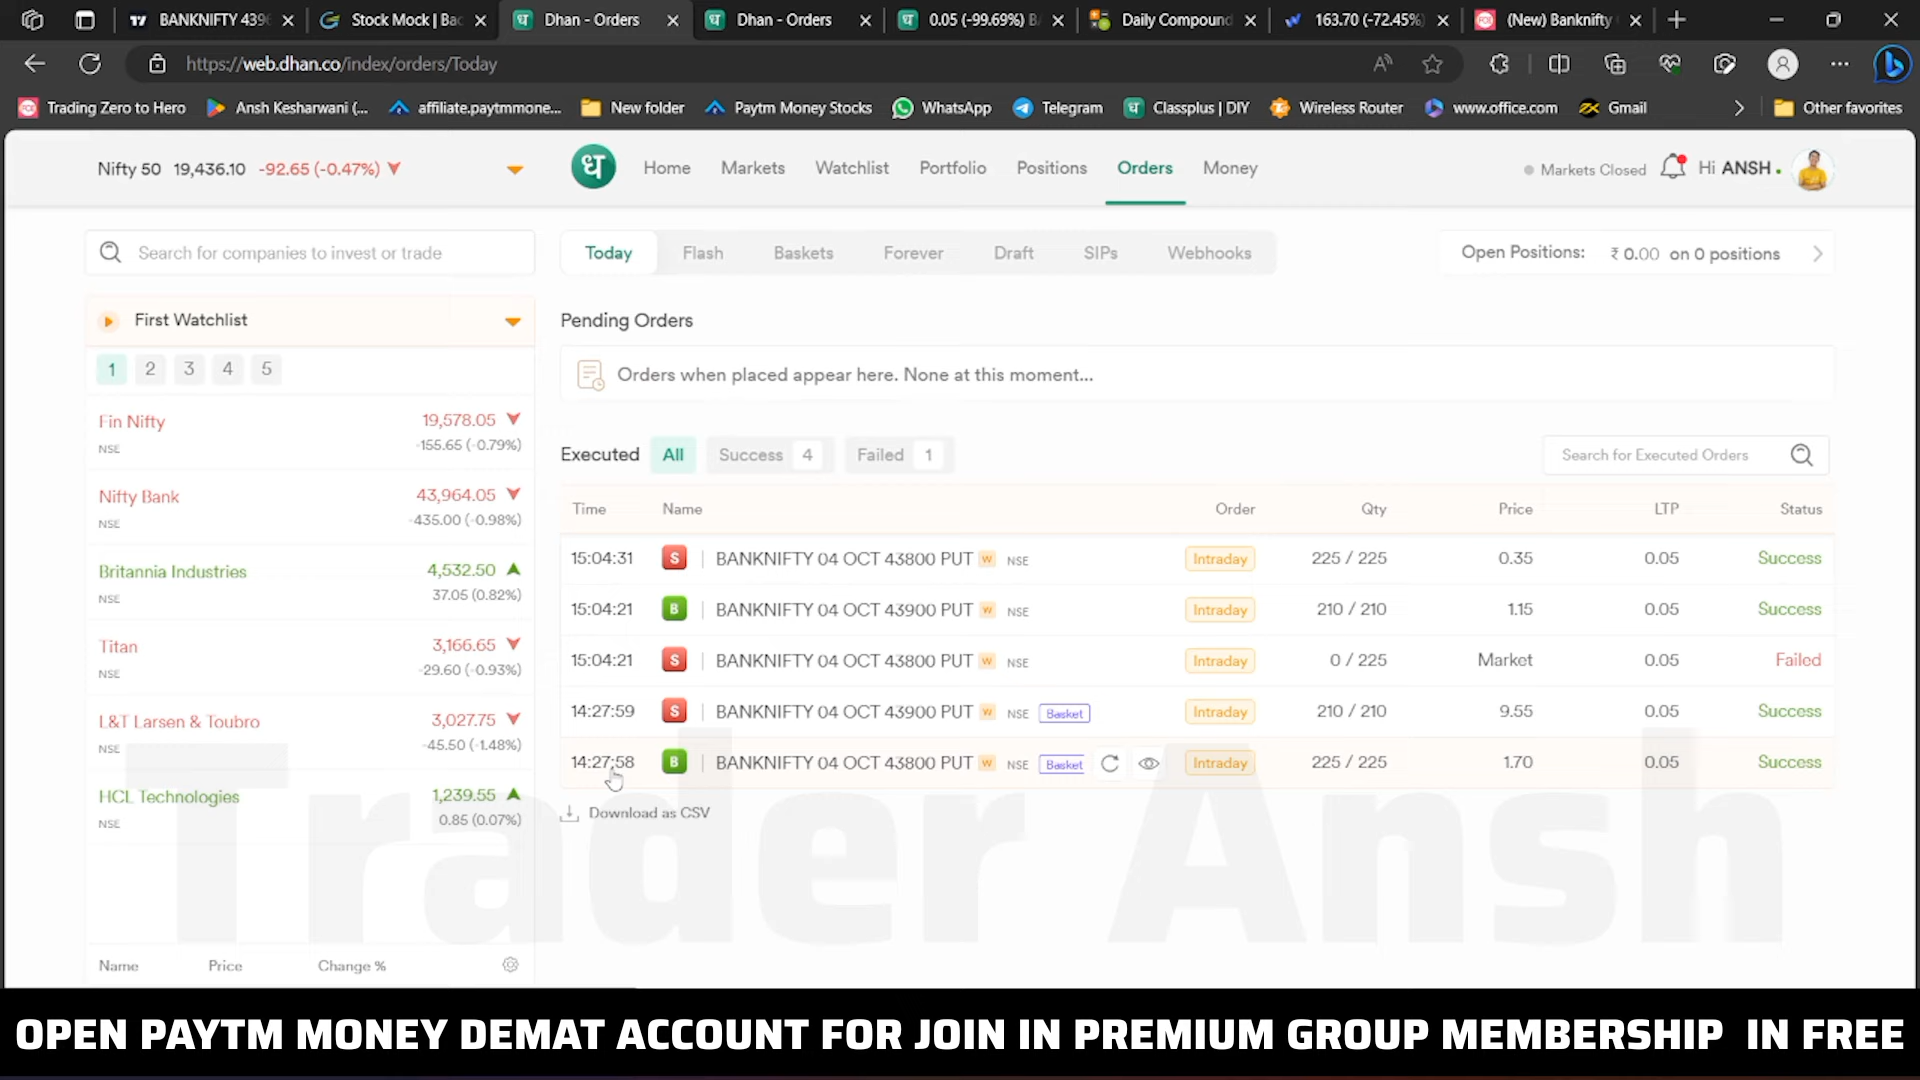 BANKNIFTY 439
Stock Mock | Bac
Dhan - Orders
Dhan - Orders
0.05 (-99.69%) B
Daily Compound
163.70 (-72.45%)
(New) Banknifty
https://web.dhan.co/index/orders/Today
Trading Zero to Hero
Ansh Kesharwani (...
affiliate.paytmmone...
New folder
Paytm Money Stocks
WhatsApp
Telegram
Classplus | DIY
Wireless Router
www.office.com
Gmail
Other favorites
Nifty 50 19,436.10 -92.65 (-0.47%)
ध
Home Markets Watchlist Portfolio Positions Orders Money
Markets Closed
Hi ANSH
Search for companies to invest or trade
Today Flash Baskets Forever Draft SIPs Webhooks
Open Positions: ₹ 0.00 on 0 positions
First Watchlist
1 2 3 4 5
Fin Nifty 19,578.05
NSE -155.65 (-0.79%)
Nifty Bank 43,964.05
NSE -435.00 (-0.98%)
Britannia Industries 4,532.50
NSE 37.05 (0.82%)
Titan 3,166.65
NSE -29.60 (-0.93%)
L&T Larsen & Toubro 3,027.75
NSE -45.50 (-1.48%)
HCL Technologies 1,239.55
NSE 0.85 (0.07%)
Name Price Change %
Pending Orders
Orders when placed appear here. None at this moment...
Executed All Success 4 Failed 1
Search for Executed Orders
Time Name Order Qty Price LTP Status
15:04:31 S BANKNIFTY 04 OCT 43800 PUT W NSE Intraday 225 / 225 0.35 0.05 Success
15:04:21 B BANKNIFTY 04 OCT 43900 PUT W NSE Intraday 210 / 210 1.15 0.05 Success
15:04:21 S BANKNIFTY 04 OCT 43800 PUT W NSE Intraday 0 / 225 Market 0.05 Failed
14:27:59 S BANKNIFTY 04 OCT 43900 PUT W NSE Basket Intraday 210 / 210 9.55 0.05 Success
14:27:58 B BANKNIFTY 04 OCT 43800 PUT W NSE Basket Intraday 225 / 225 1.70 0.05 Success
Download as CSV
Trader Ansh
OPEN PAYTM MONEY DEMAT ACCOUNT FOR JOIN IN PREMIUM GROUP MEMBERSHIP IN FREE